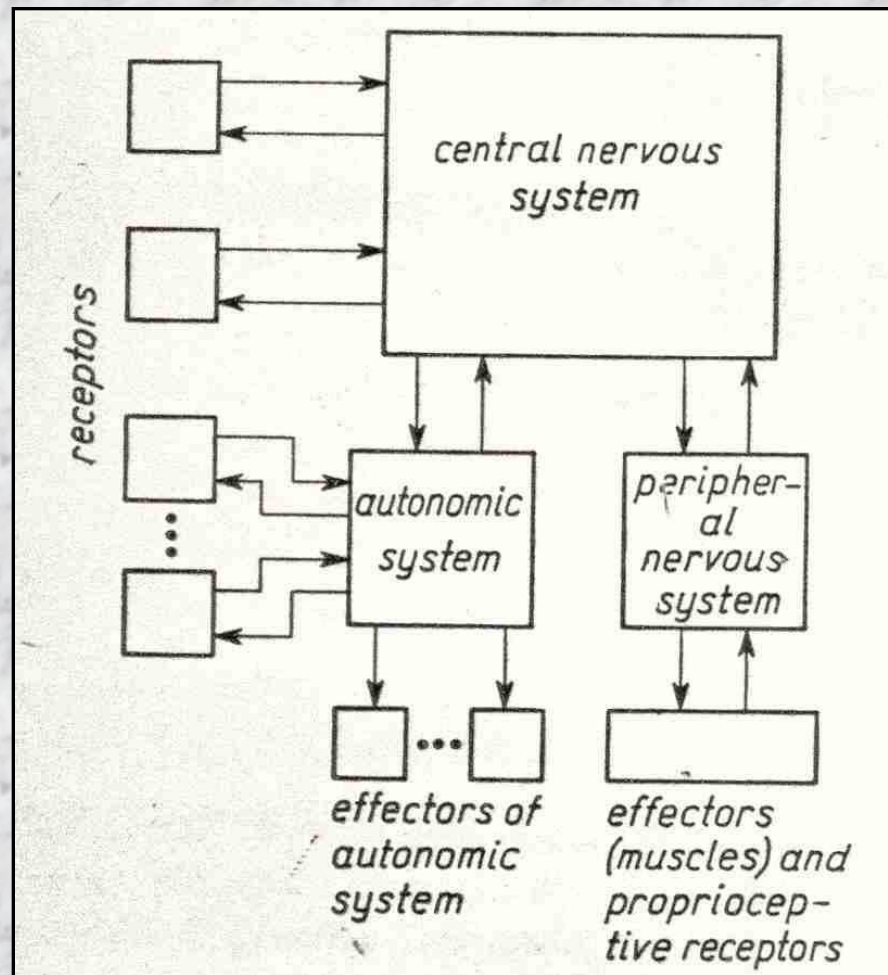 central nervous
system
receptors
autonomic
system
peripher-
al
nervous
system
effectors of
autonomic
system
effectors
(muscles) and
propriocep-
tive receptors